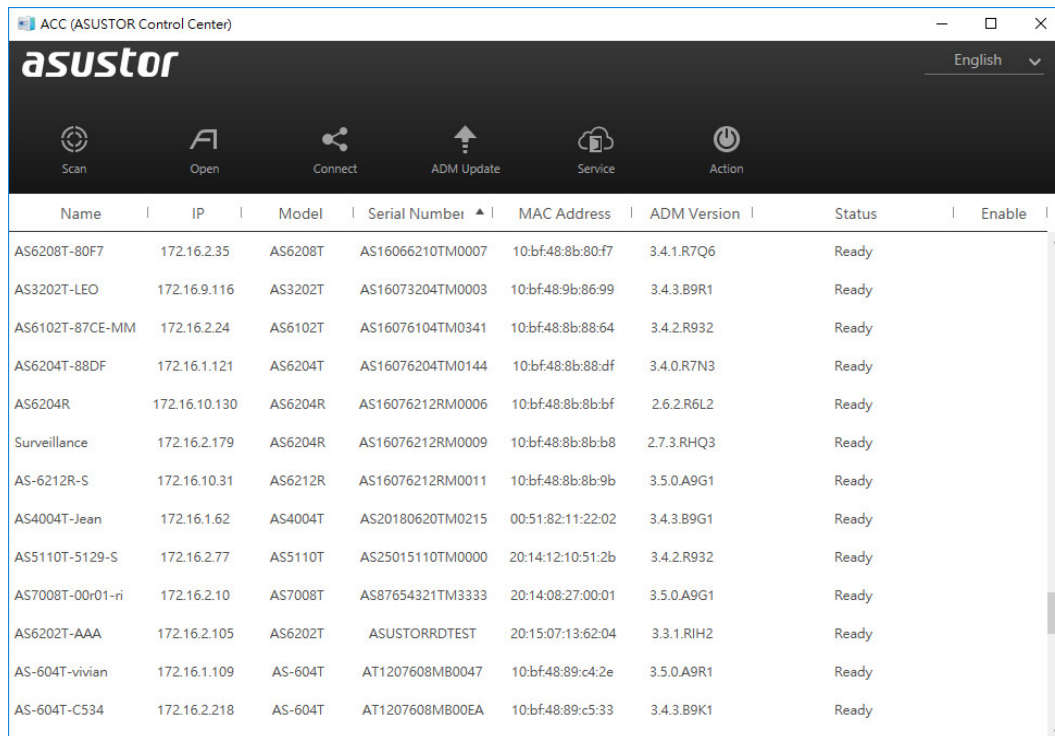 ACC (ASUSTOR Control Center)
asustor
English
Scan Open Connect ADM Update Service Action
Name IP Model Serial Number MAC Address ADM Version Status Enable
AS6208T-80F7 172.16.2.35 AS6208T AS16066210TM0007 10:bf:48:8b:80:f7 3.4.1.R7Q6 Ready
AS3202T-LEO 172.16.9.116 AS3202T AS16073204TM0003 10:bf:48:9b:86:99 3.4.3.B9R1 Ready
AS6102T-87CE-MM 172.16.2.24 AS6102T AS16076104TM0341 10:bf:48:8b:88:64 3.4.2.R932 Ready
AS6204T-88DF 172.16.1.121 AS6204T AS16076204TM0144 10:bf:48:8b:88:df 3.4.0.R7N3 Ready
AS6204R 172.16.10.130 AS6204R AS16076212RM0006 10:bf:48:8b:8b:bf 2.6.2.R6L2 Ready
Surveillance 172.16.2.179 AS6204R AS16076212RM0009 10:bf:48:8b:8b:b8 2.7.3.RHQ3 Ready
AS-6212R-S 172.16.10.31 AS6212R AS16076212RM0011 10:bf:48:8b:8b:9b 3.5.0.A9G1 Ready
AS4004T-Jean 172.16.1.62 AS4004T AS20180620TM0215 00:51:82:11:22:02 3.4.3.B9G1 Ready
AS5110T-5129-S 172.16.2.77 AS5110T AS25015110TM0000 20:14:12:10:51:2b 3.4.2.R932 Ready
AS7008T-00r01-ri 172.16.2.10 AS7008T AS87654321TM3333 20:14:08:27:00:01 3.5.0.A9G1 Ready
AS6202T-AAA 172.16.2.105 AS6202T ASUSTORRDTEST 20:15:07:13:62:04 3.3.1.RIH2 Ready
AS-604T-vivian 172.16.1.109 AS-604T AT1207608MB0047 10:bf:48:89:c4:2e 3.5.0.A9R1 Ready
AS-604T-C534 172.16.2.218 AS-604T AT1207608MB00EA 10:bf:48:89:c5:33 3.4.3.B9K1 Ready